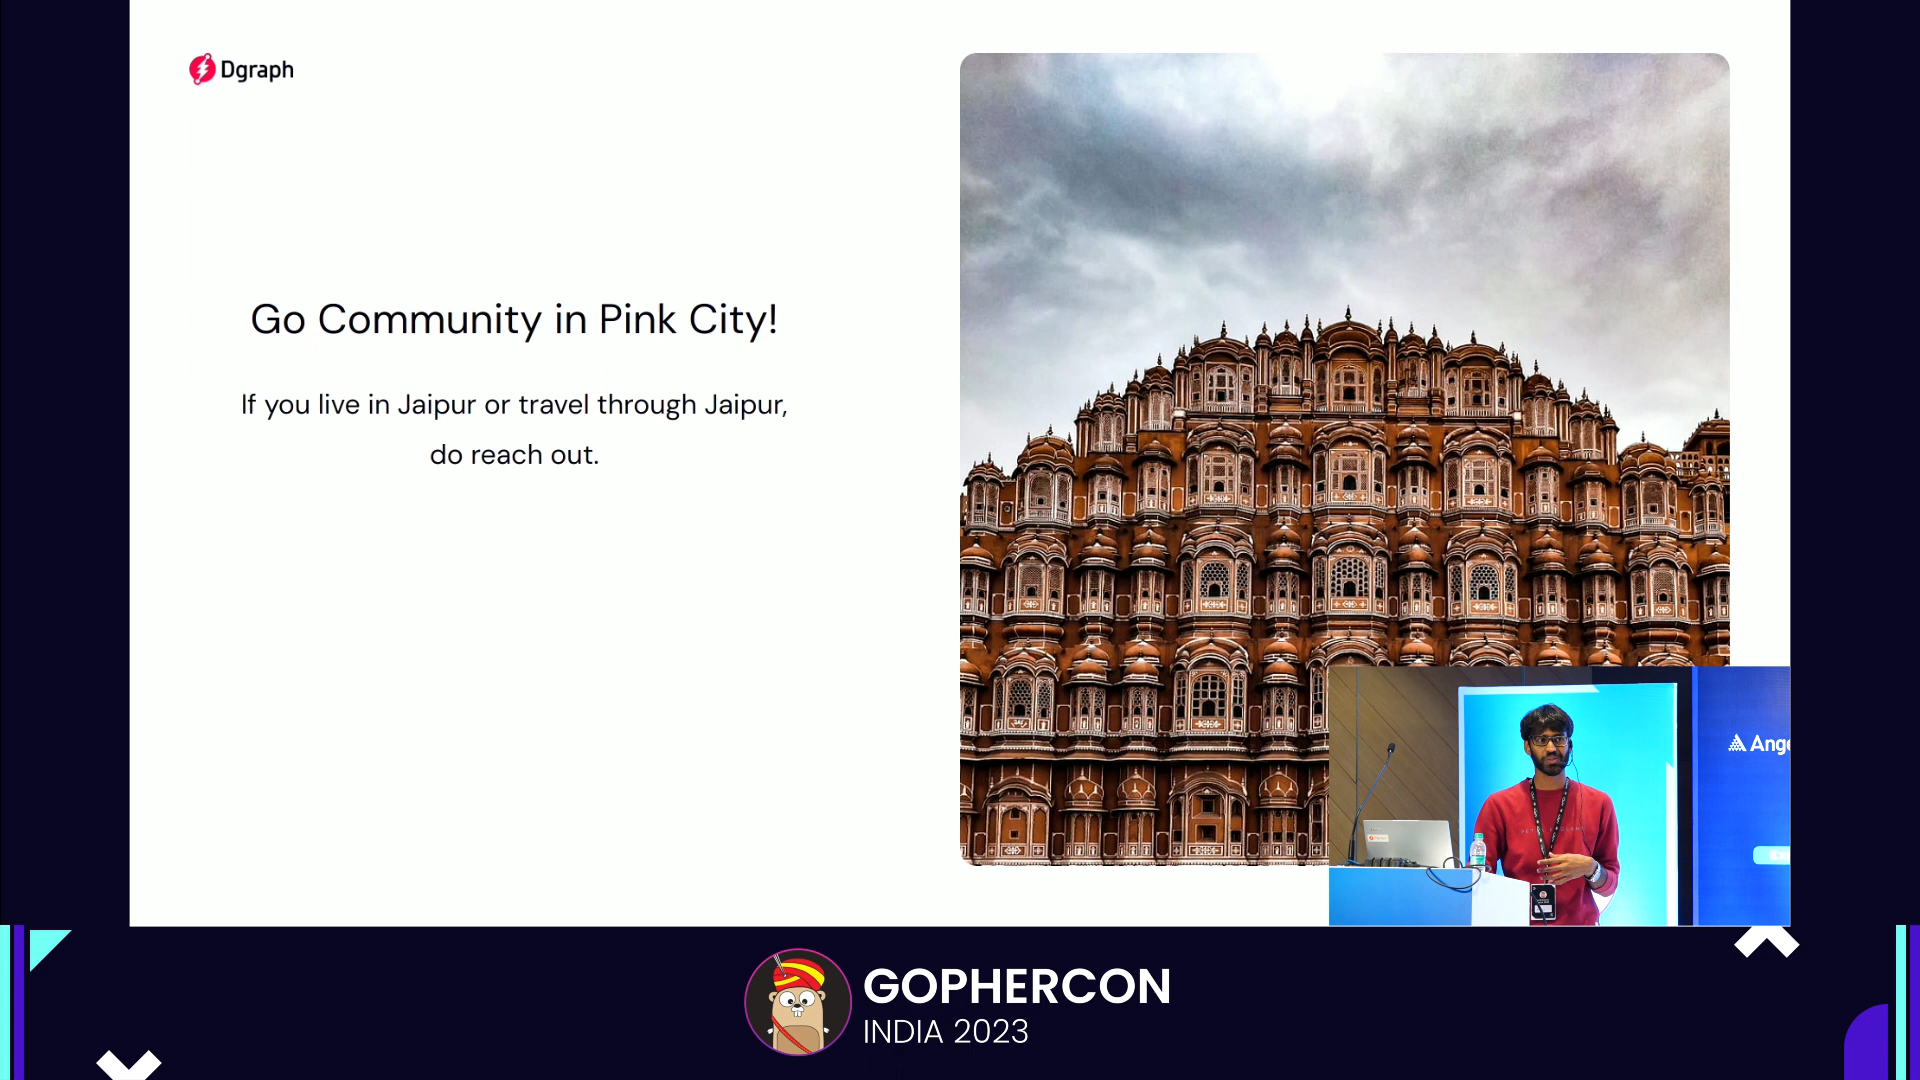 Dgraph
Go Community in Pink City!
If you live in Jaipur or travel through Jaipur,
do reach out.
GOPHERCON
INDIA 2023